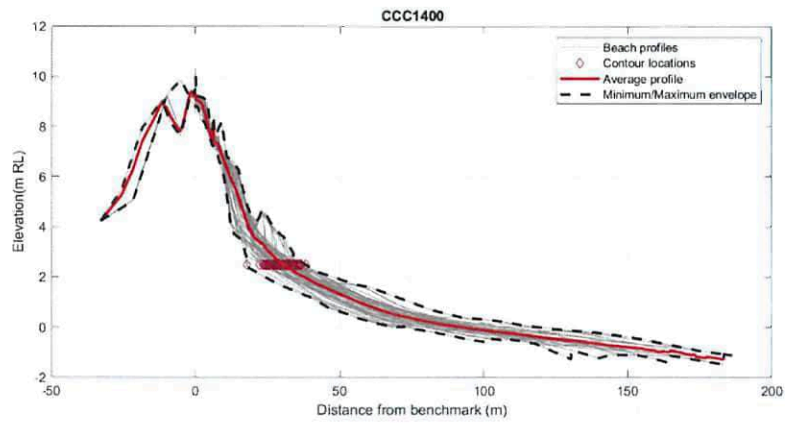 CCC1400
12
10
8
6
4
2
0
-2
Elevation(m RL)
-50
0
50
100
150
200
Distance from benchmark (m)
Beach profiles
Contour locations
Average profile
Minimum/Maximum envelope